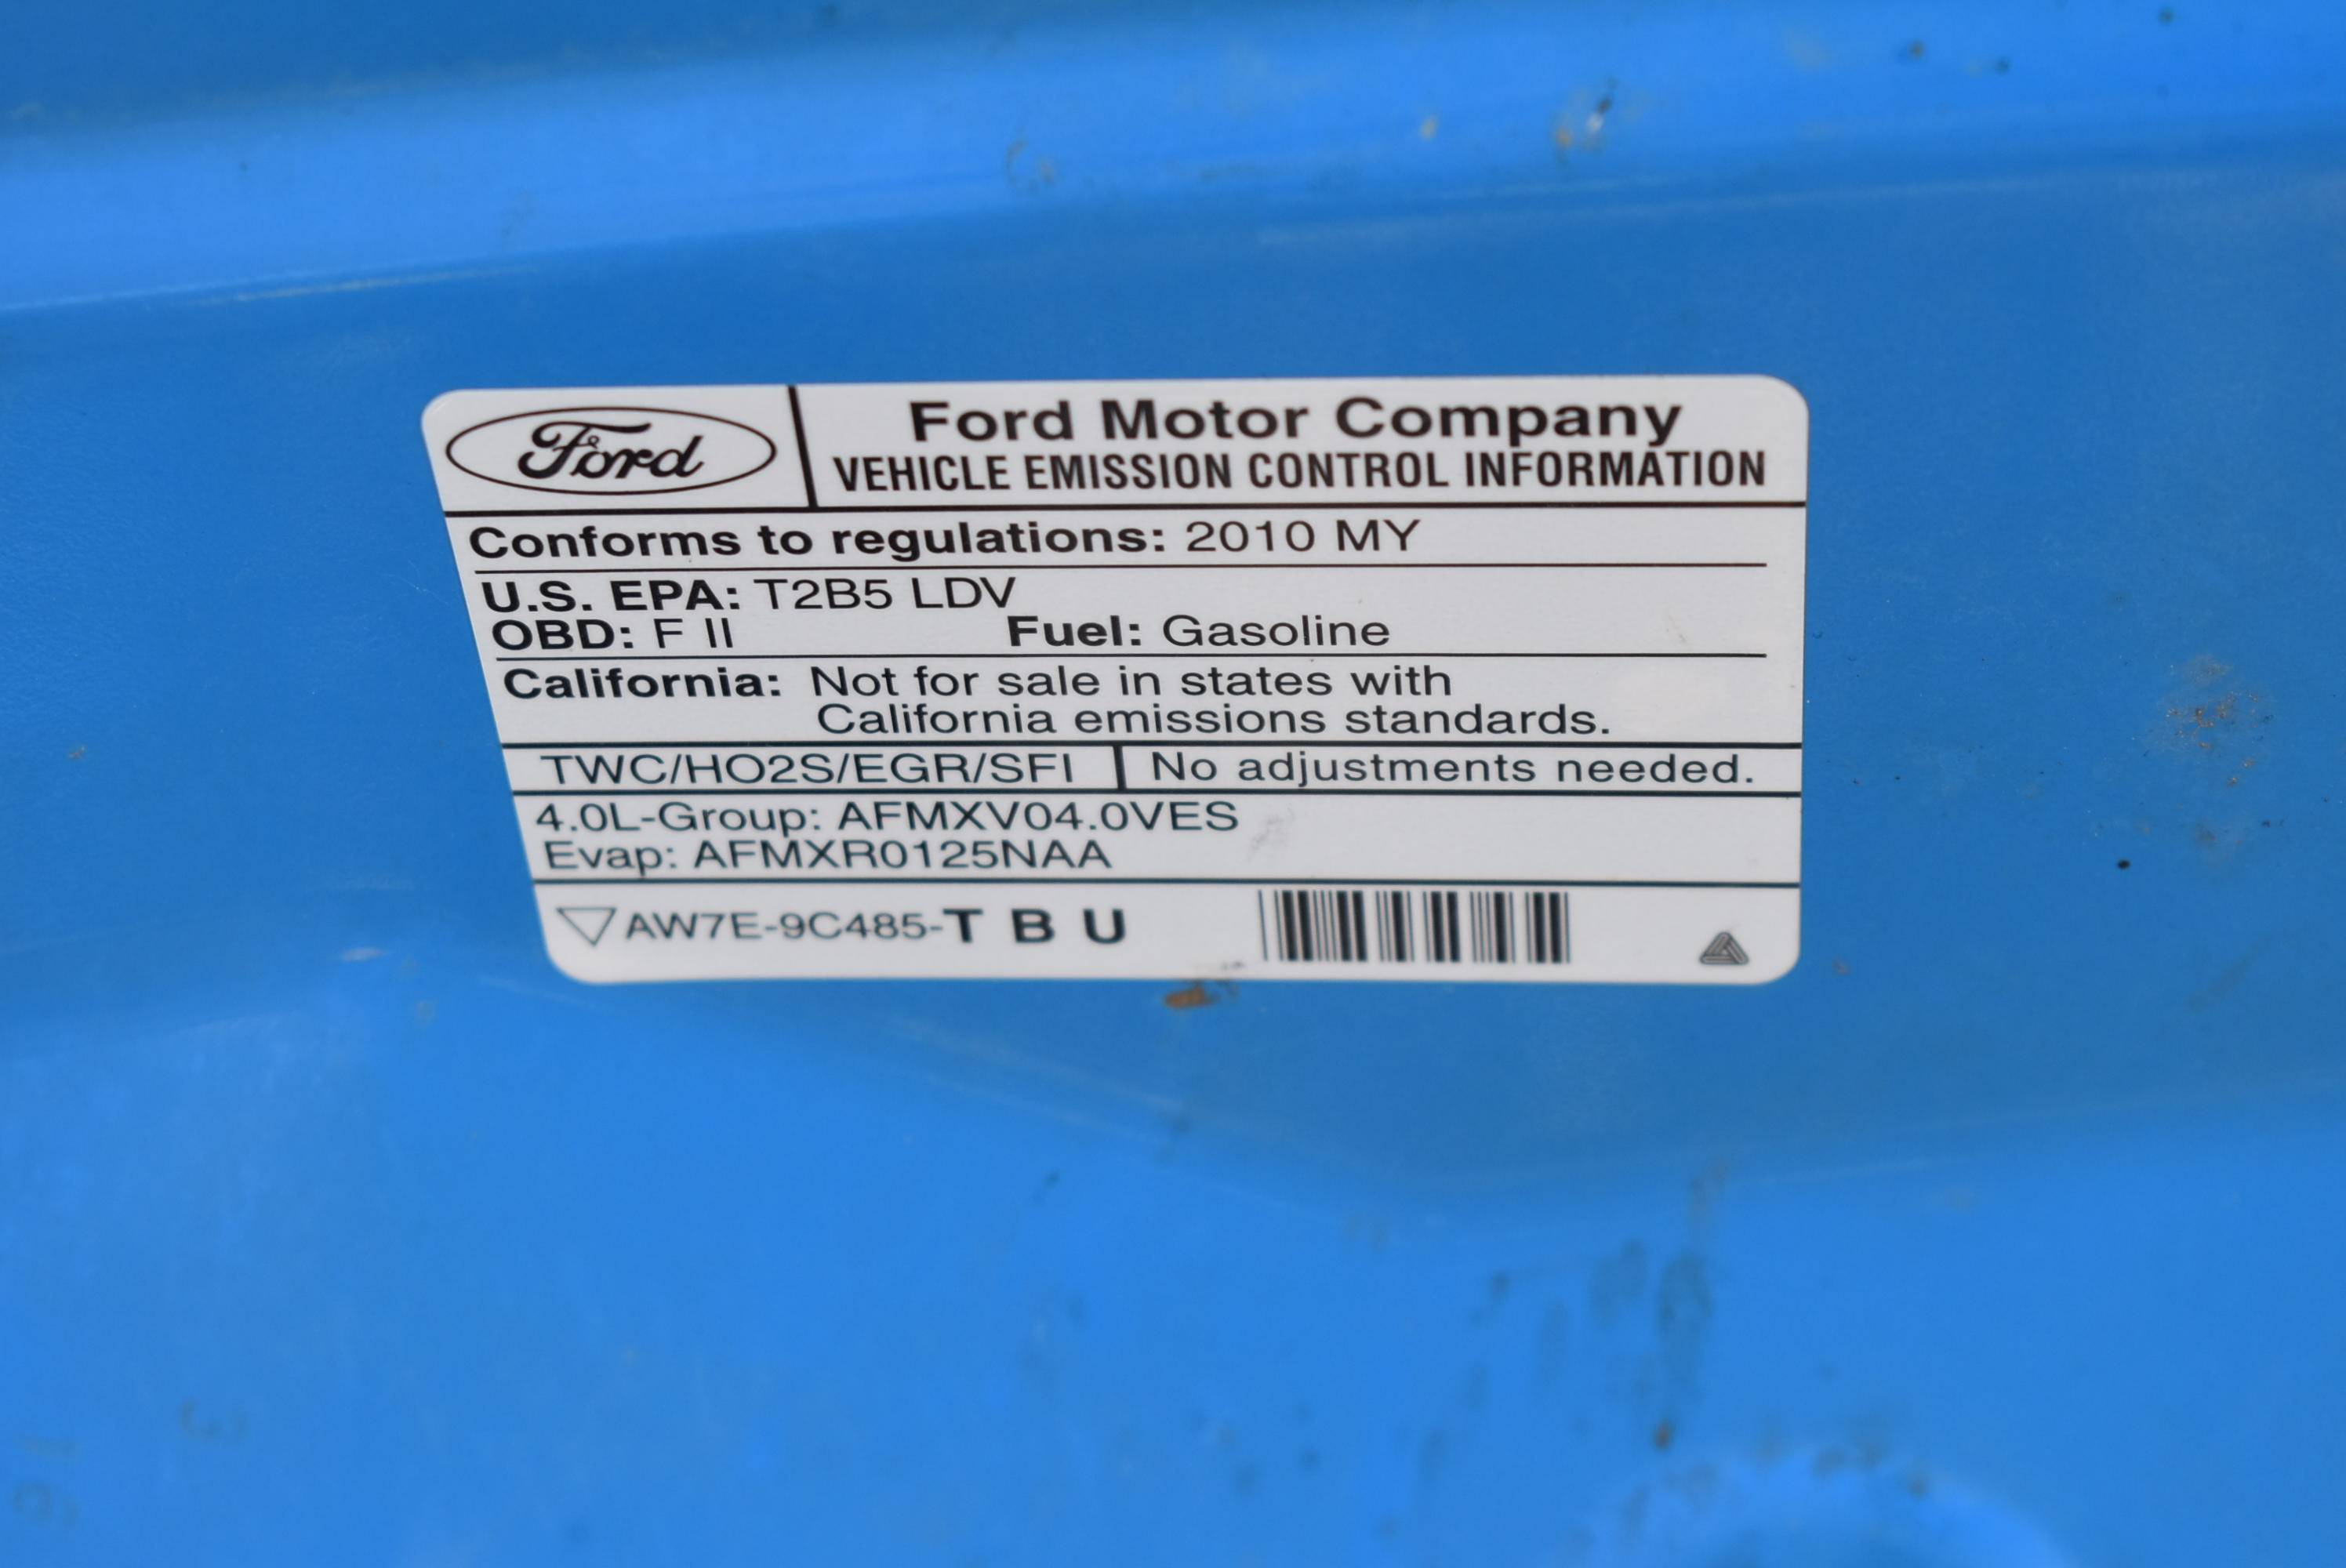 Ford
Ford Motor Company
VEHICLE EMISSION CONTROL INFORMATION
Conforms to regulations: 2010 MY
U.S. EPA: T2B5 LDV
OBD: F II Fuel: Gasoline
California: Not for sale in states with
California emissions standards.
TWC/HO2S/EGR/SFI No adjustments needed.
4.0L-Group: AFMXV04.0VES
Evap: AFMXR0125NAA
AW7E-9C485-T B U